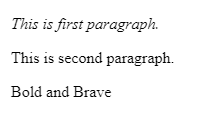 This is first paragraph.
This is second paragraph.
Bold and Brave